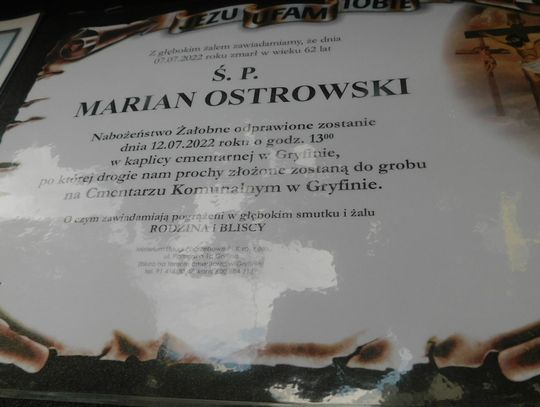 JEZU UFAM TOBIE
Z głębokim żalem zawiadamiamy, że dnia
07.07.2022 roku zmarł w wieku 62 lat
Ś. P.
MARIAN OSTROWSKI
Nabożeństwo Żałobne odprawione zostanie
dnia 12.07.2022 roku o godz. 13⁰⁰
w kaplicy cmentarnej w Gryfinie,
po której drogie nam prochy złożone zostaną do grobu
na Cmentarzu Komunalnym w Gryfinie.
O czym zawiadamiają pogrążeni w głębokim smutku i żalu
RODZINA i BLISCY